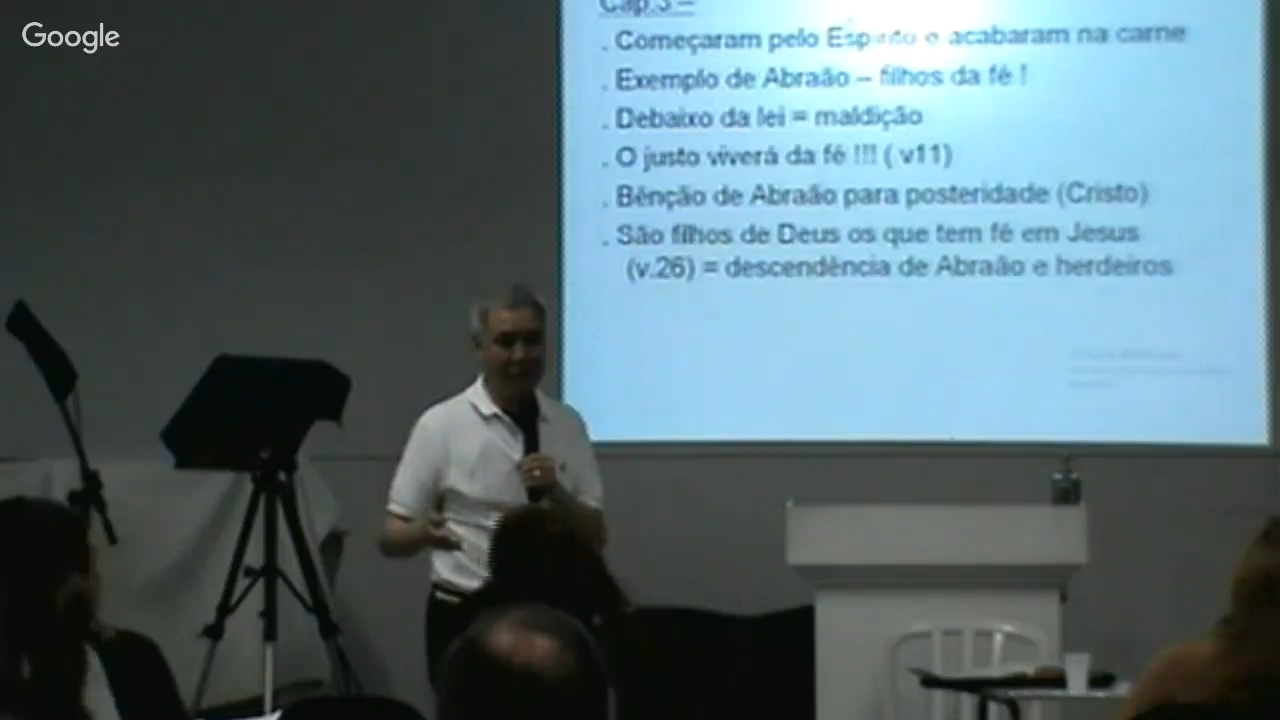 Google
Cap.3 –
. Começaram pelo Espirito e acabaram na carne
. Exemplo de Abraão – filhos da fé !
. Debaixo da lei = maldição
. O justo viverá da fé !!! ( v11)
. Bênção de Abraão para posteridade (Cristo)
. São filhos de Deus os que tem fé em Jesus
(v.26) = descendência de Abraão e herdeiros